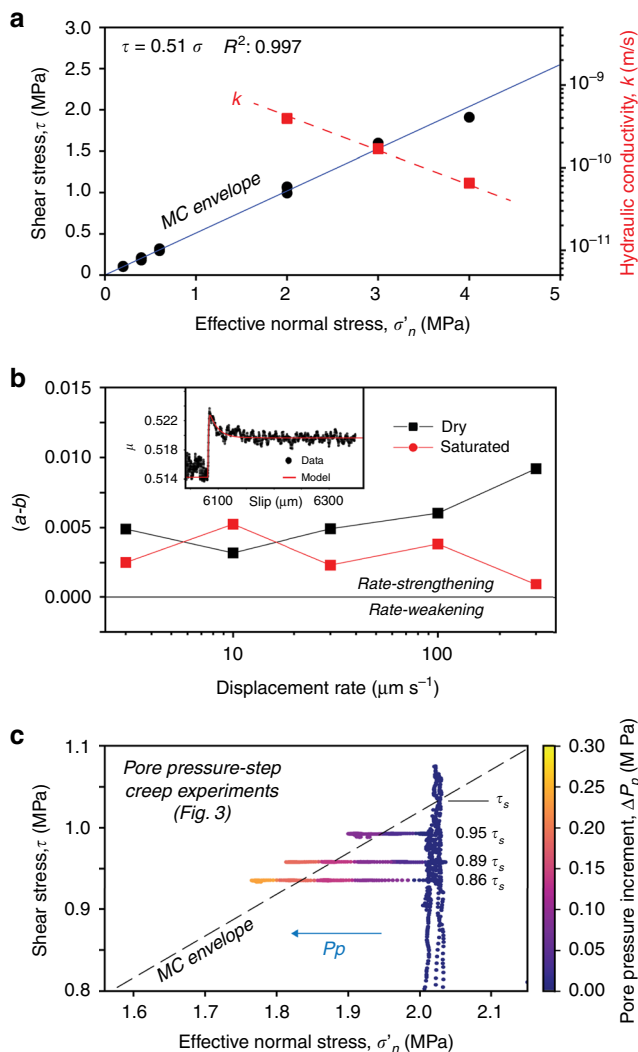 a
τ = 0.51 σ R²: 0.997
3.0
2.5
2.0
1.5
1.0
0.5
0
Shear stress,τ (MPa)
k
MC envelope
10⁻⁹
10⁻¹⁰
10⁻¹¹
Hydraulic conductivity, k (m/s)
0 1 2 3 4 5
Effective normal stress, σ'ₙ (MPa)
b
0.015
0.010
0.005
0.000
(a-b)
0.522
0.518
0.514
μ
Data
Model
6100 6300
Slip (μm)
Dry
Saturated
Rate-strengthening
Rate-weakening
10 100
Displacement rate (μm s⁻¹)
c
1.1
1.0
0.9
0.8
Shear stress,τ (MPa)
Pore pressure-step
creep experiments
(Fig. 3)
τₛ
0.95 τₛ
0.89 τₛ
0.86 τₛ
MC envelope
Pp
1.6 1.7 1.8 1.9 2.0 2.1
Effective normal stress, σ'ₙ (MPa)
0.30
0.25
0.20
0.15
0.10
0.05
0.00
Pore pressure increment, ΔPₙ (M Pa)